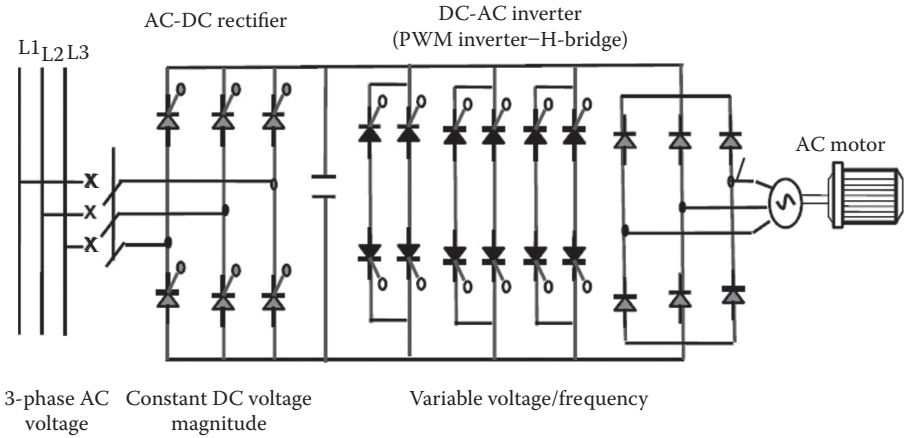 AC-DC rectifier
DC-AC inverter
(PWM inverter−H-bridge)
L1 L2 L3
AC motor
3-phase AC
voltage
Constant DC voltage
magnitude
Variable voltage/frequency